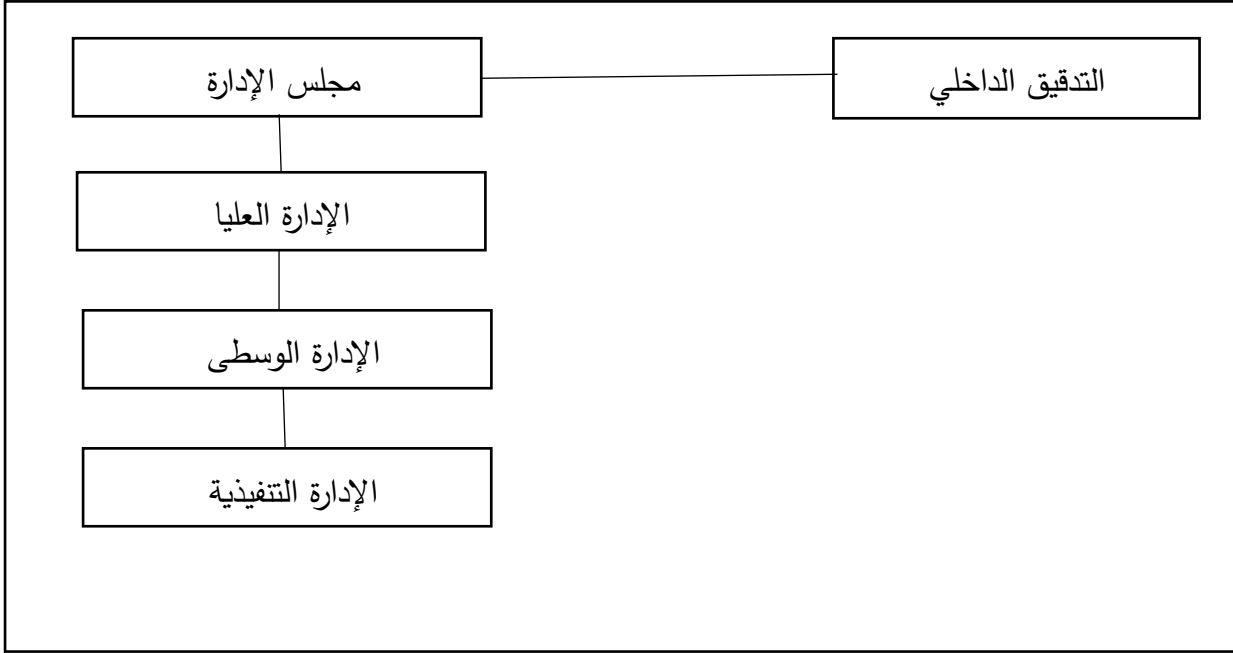 مجلس الإدارة
التدقيق الداخلي
الإدارة العليا
الإدارة الوسطى
الإدارة التنفيذية